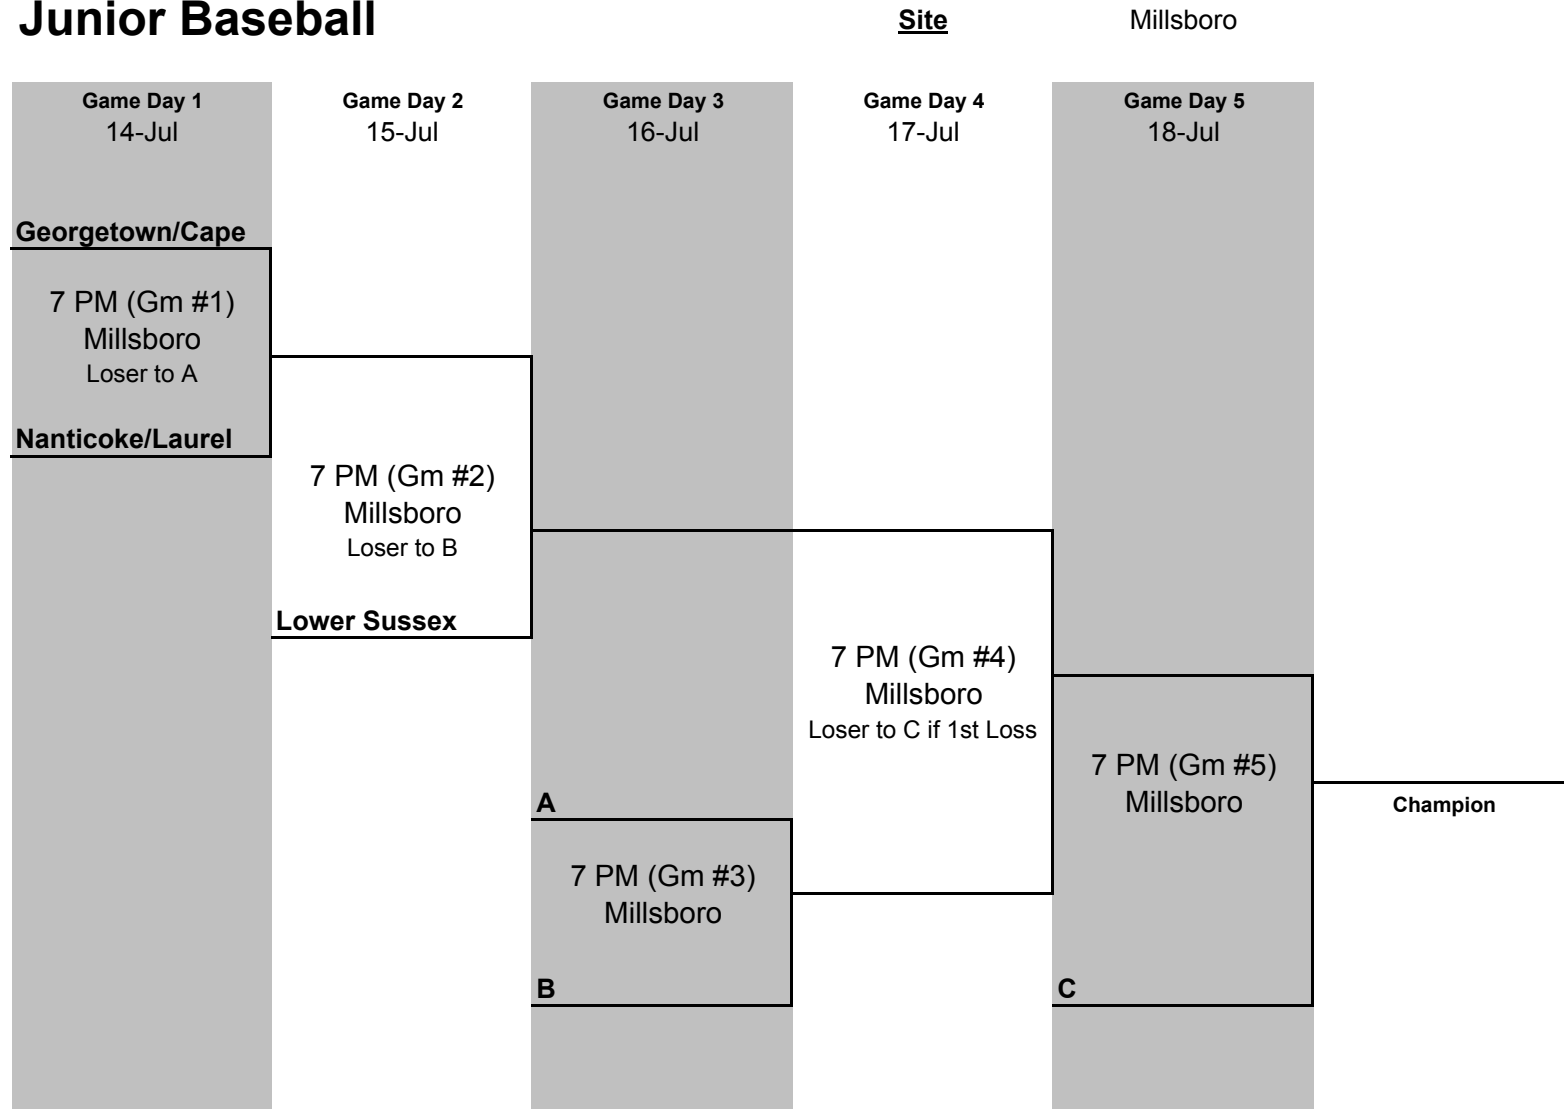 Junior Baseball
Site
Millsboro
Game Day 1
14-Jul
Game Day 2
15-Jul
Game Day 3
16-Jul
Game Day 4
17-Jul
Game Day 5
18-Jul
Georgetown/Cape
7 PM (Gm #1)
Millsboro
Loser to A
Nanticoke/Laurel
7 PM (Gm #2)
Millsboro
Loser to B
Lower Sussex
A
7 PM (Gm #3)
Millsboro
B
7 PM (Gm #4)
Millsboro
Loser to C if 1st Loss
7 PM (Gm #5)
Millsboro
C
Champion